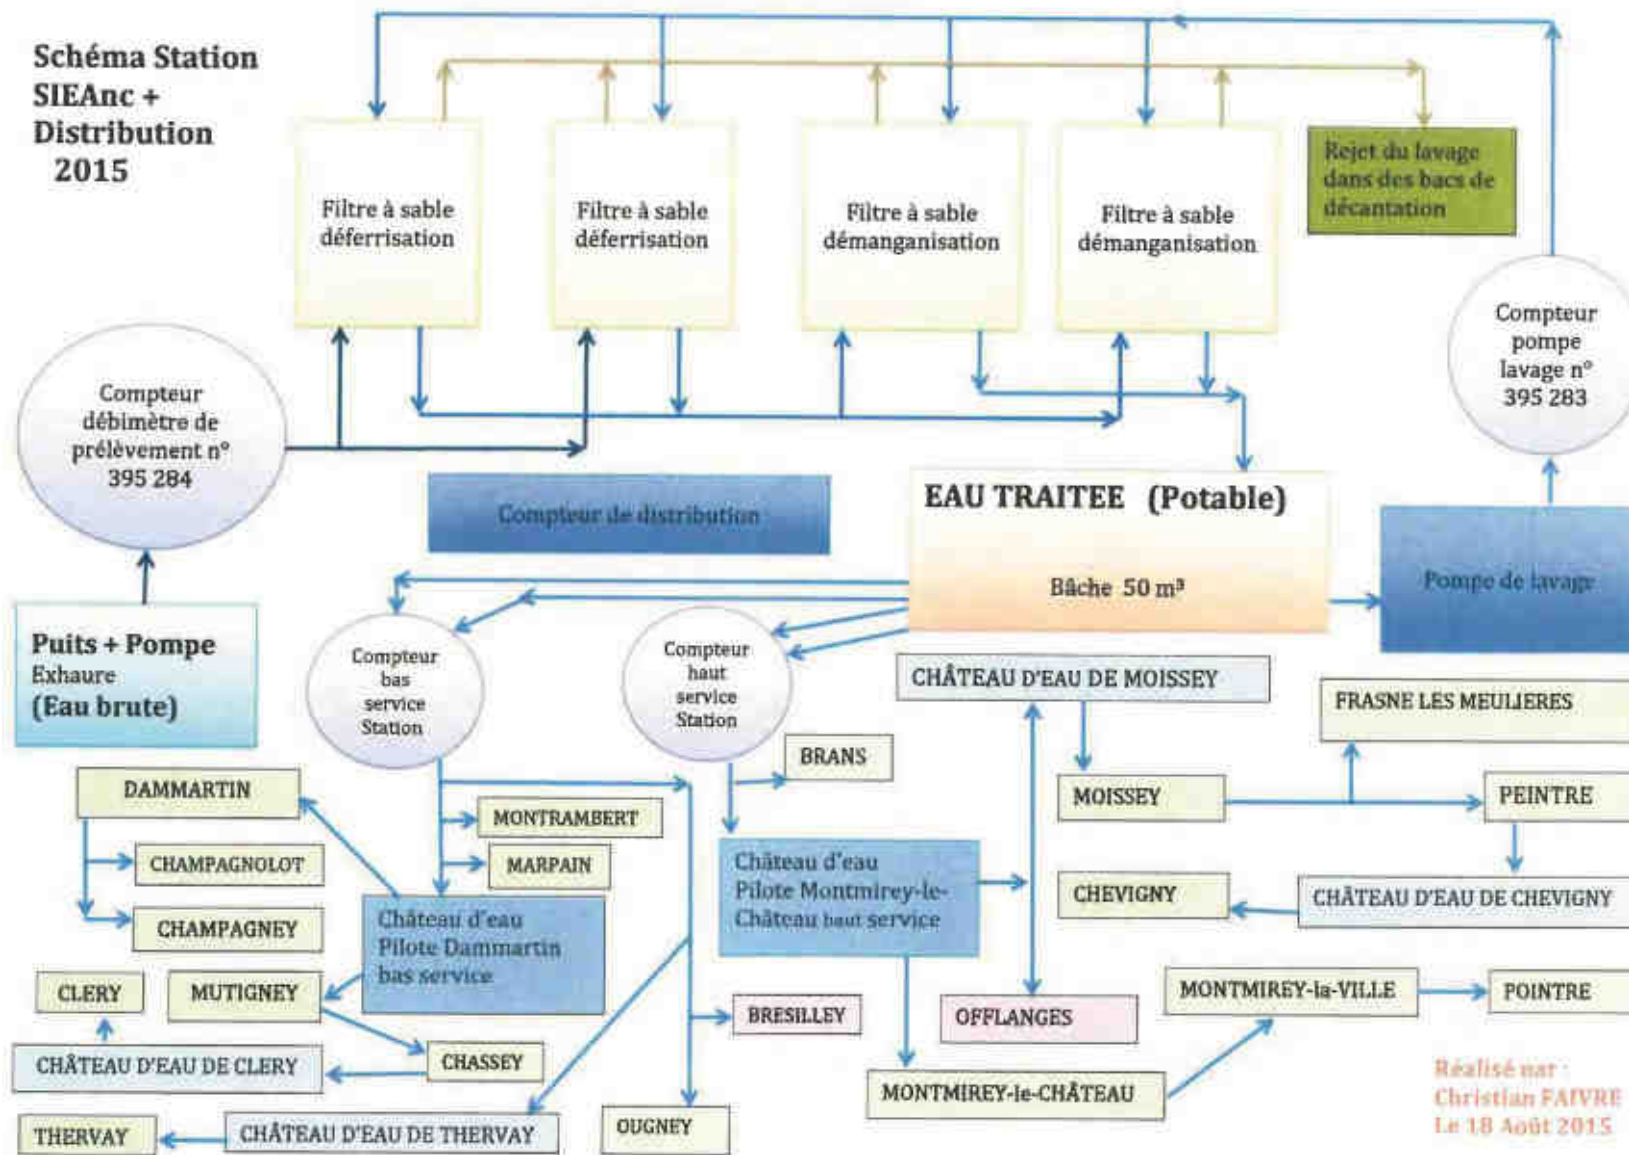 Schéma Station
SIEAnc +
Distribution
2015
Filtre à sable
déferrisation
Filtre à sable
déferrisation
Filtre à sable
démanganisation
Filtre à sable
démanganisation
Rejet du lavage
dans des bacs de
décantation
Compteur
débimètre de
prélèvement n°
395 284
Compteur
pompe
lavage n°
395 283
Compteur de distribution
EAU TRAITEE (Potable)
Bâche 50 m³
Pompe de lavage
Puits + Pompe
Exhaure
(Eau brute)
Compteur
bas
service
Station
Compteur
haut
service
Station
CHÂTEAU D'EAU DE MOISSEY
FRASNE LES MEULIERES
BRANS
DAMMARTIN
MONTRAMBERT
MOISSEY
PEINTRE
CHAMPAGNOLOT
MARPAIN
Château d'eau
Pilote Montmirey-le-
Château haut service
CHEVIGNY
CHÂTEAU D'EAU DE CHEVIGNY
CHAMPAGNEY
Château d'eau
Pilote Dammartin
bas service
CLERY
MUTIGNEY
BRESILLEY
OFFLANGES
MONTMIREY-la-VILLE
POINTRE
CHÂTEAU D'EAU DE CLERY
CHASSEY
MONTMIREY-le-CHÂTEAU
THERVAY
CHÂTEAU D'EAU DE THERVAY
OUGNEY
Réalisé par :
Christian FAIVRE
Le 18 Août 2015